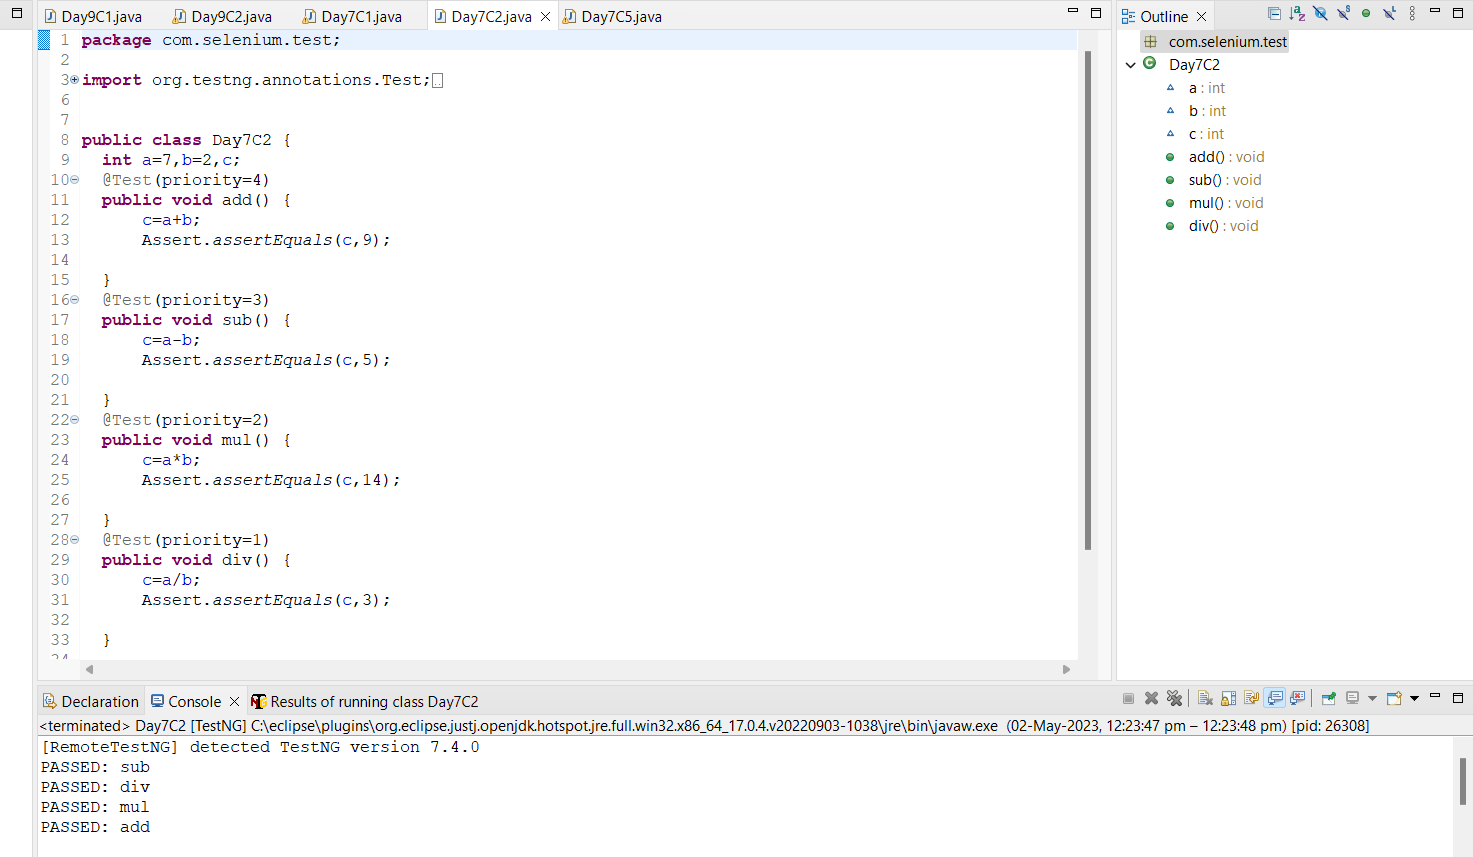 Day9C1.java Day9C2.java Day7C1.java Day7C2.java Day7C5.java
1 package com.selenium.test;
2
3 import org.testng.annotations.Test;
6
7
8 public class Day7C2 {
9 int a=7,b=2,c;
10 @Test(priority=4)
11 public void add() {
12 c=a+b;
13 Assert.assertEquals(c,9);
14
15 }
16 @Test(priority=3)
17 public void sub() {
18 c=a-b;
19 Assert.assertEquals(c,5);
20
21 }
22 @Test(priority=2)
23 public void mul() {
24 c=a*b;
25 Assert.assertEquals(c,14);
26
27 }
28 @Test(priority=1)
29 public void div() {
30 c=a/b;
31 Assert.assertEquals(c,3);
32
33 }
34
Outline
com.selenium.test
Day7C2
a : int
b : int
c : int
add() : void
sub() : void
mul() : void
div() : void
Declaration Console Results of running class Day7C2
<terminated> Day7C2 [TestNG] C:\eclipse\plugins\org.eclipse.justj.openjdk.hotspot.jre.full.win32.x86_64_17.0.4.v20220903-1038\jre\bin\javaw.exe (02-May-2023, 12:23:47 pm – 12:23:48 pm) [pid: 26308]
[RemoteTestNG] detected TestNG version 7.4.0
PASSED: sub
PASSED: div
PASSED: mul
PASSED: add